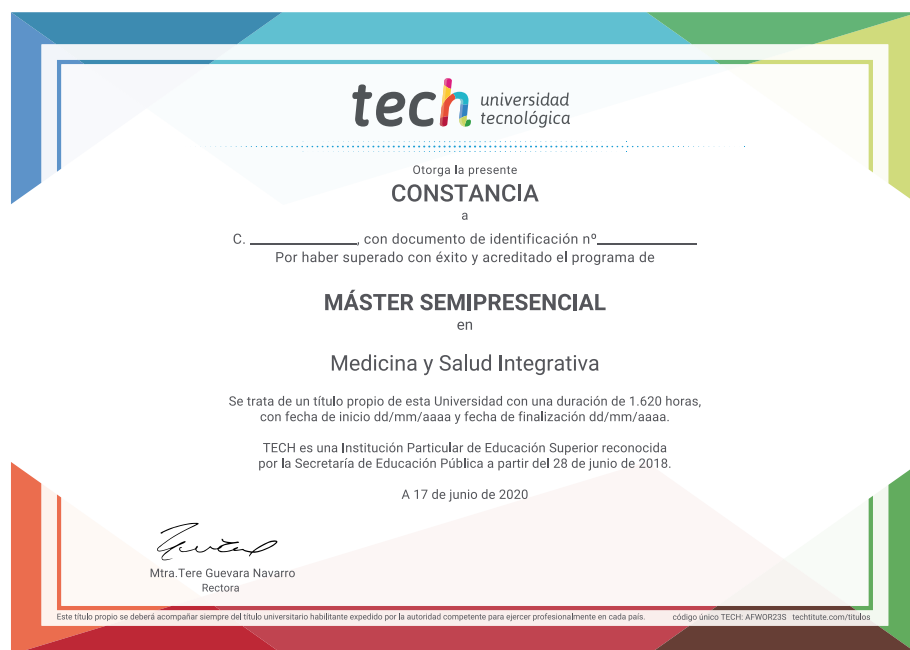 tech universidad
tecnológica
Otorga la presente
CONSTANCIA
a
C. ____________, con documento de identificación nº____________
Por haber superado con éxito y acreditado el programa de
MÁSTER SEMIPRESENCIAL
en
Medicina y Salud Integrativa
Se trata de un título propio de esta Universidad con una duración de 1.620 horas,
con fecha de inicio dd/mm/aaaa y fecha de finalización dd/mm/aaaa.
TECH es una Institución Particular de Educación Superior reconocida
por la Secretaría de Educación Pública a partir del 28 de junio de 2018.
A 17 de junio de 2020
Mtra.Tere Guevara Navarro
Rectora
Este título propio se deberá acompañar siempre del título universitario habilitante expedido por la autoridad competente para ejercer profesionalmente en cada país. código único TECH: AFWOR23S techtitute.com/titulos